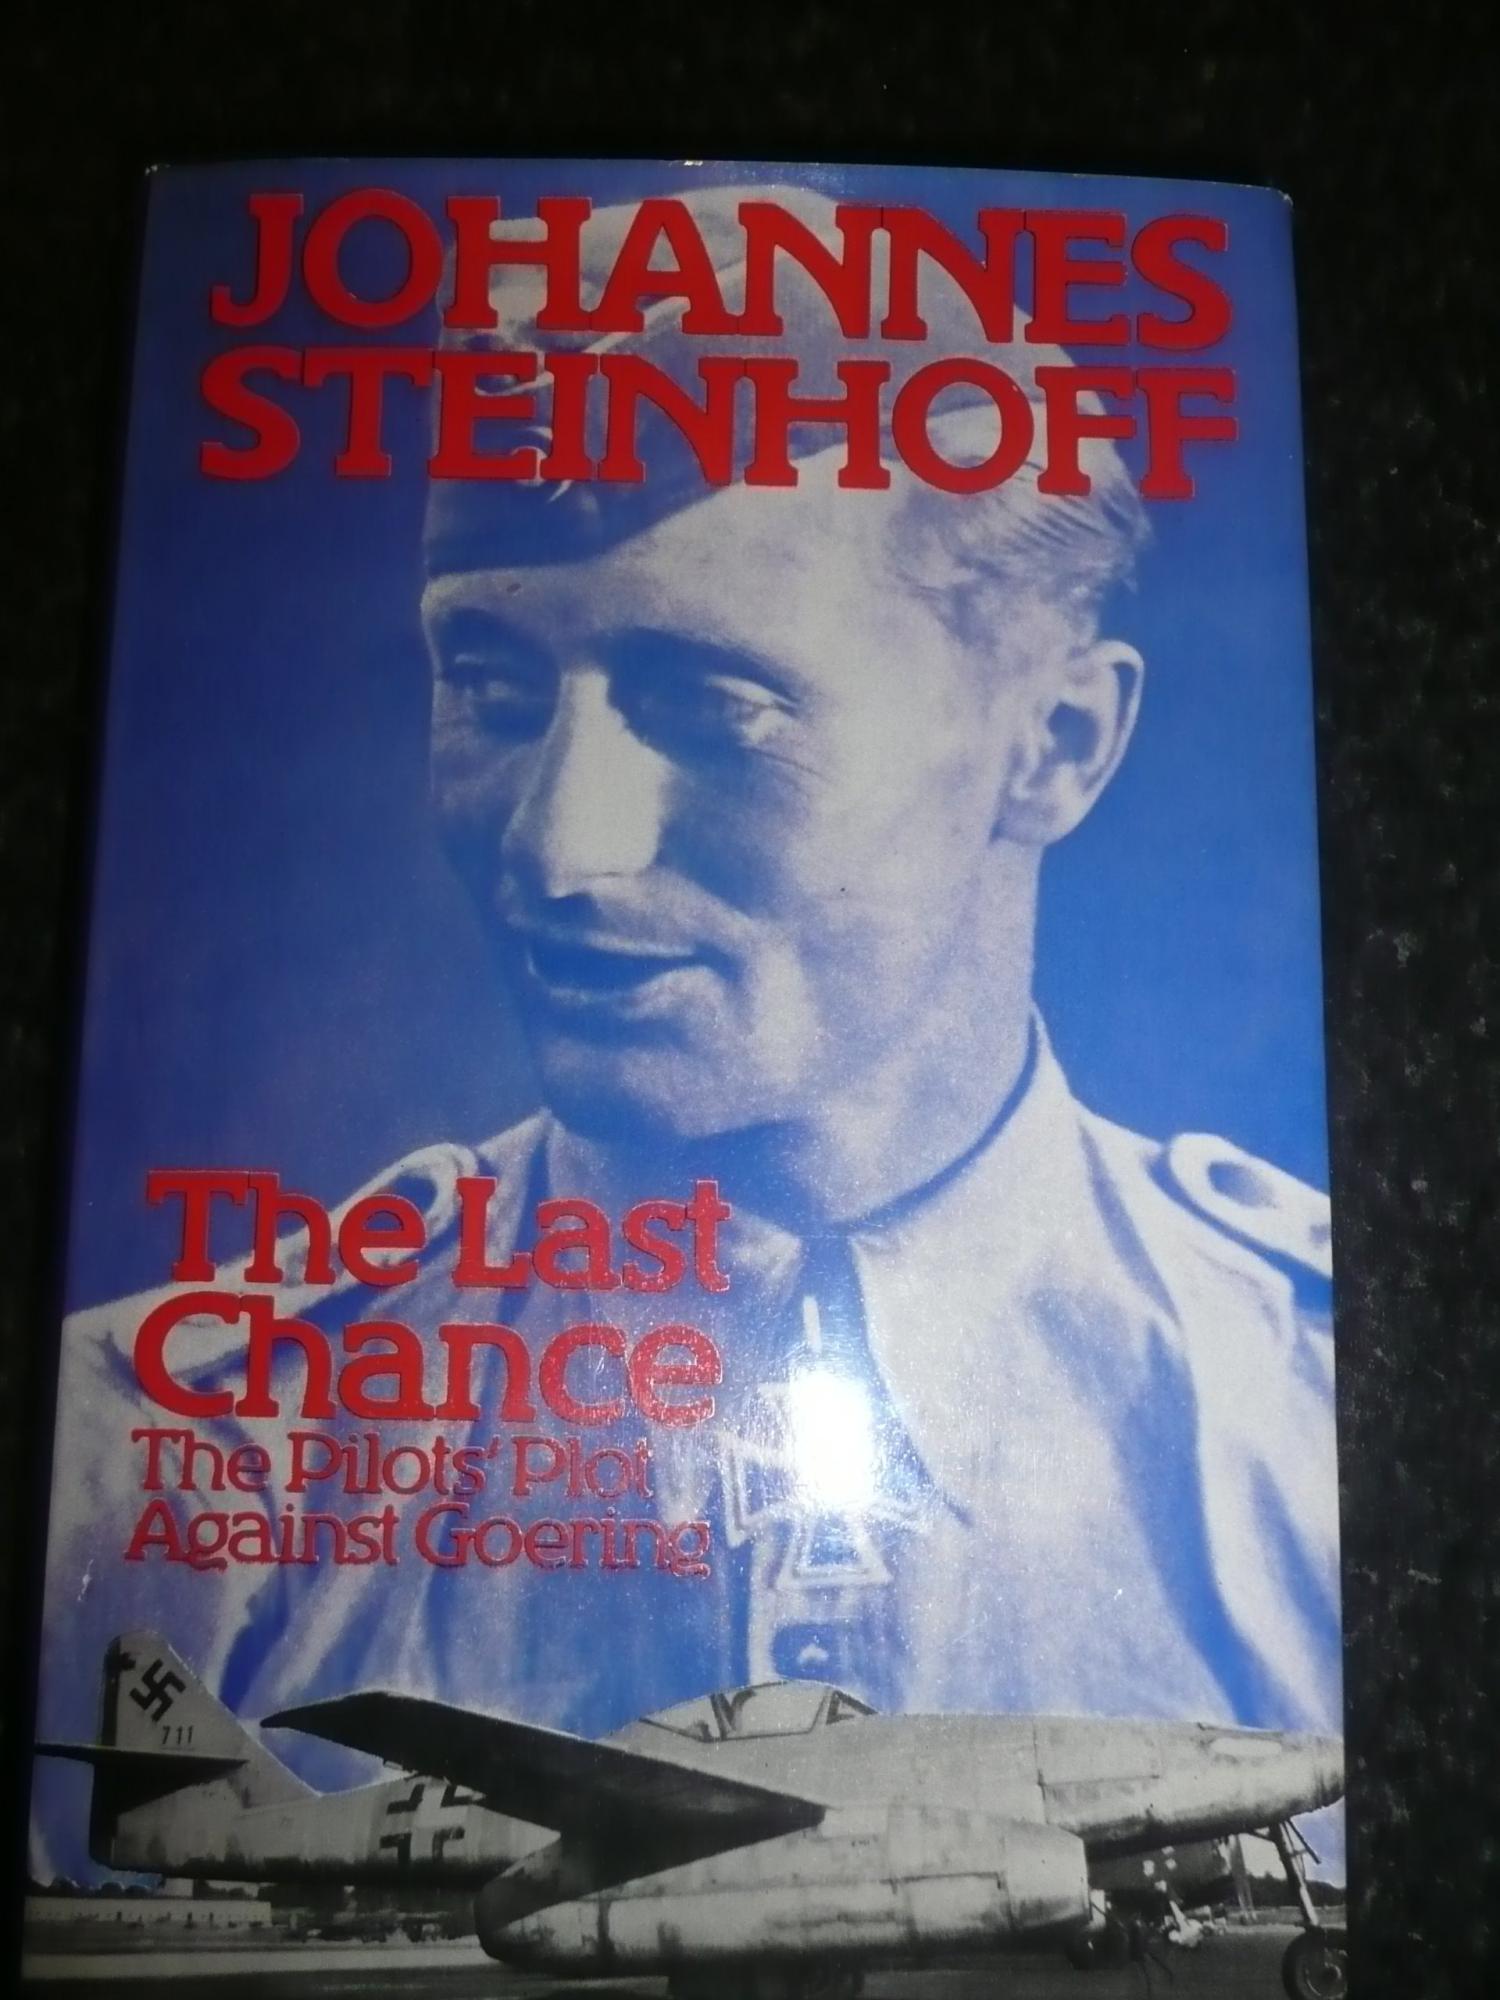 JOHANNES
STEINHOFF
The Last
Chance
The Pilots' Plot
Against Goering
711